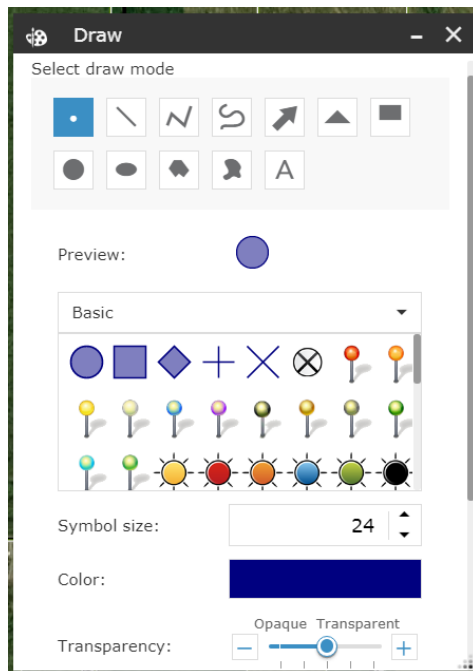 Draw
Select draw mode
A
Preview:
Basic
Symbol size: 24
Color:
Opaque Transparent
Transparency: